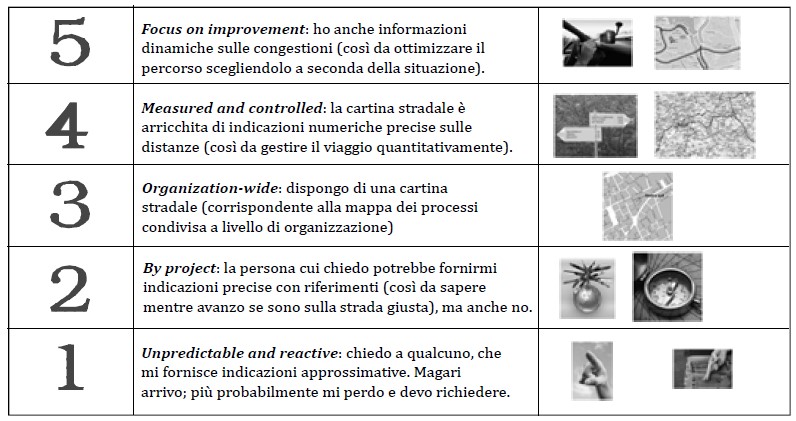 5
Focus on improvement: ho anche informazioni
dinamiche sulle congestioni (così da ottimizzare il
percorso scegliendolo a seconda della situazione).
4
Measured and controlled: la cartina stradale è
arricchita di indicazioni numeriche precise sulle
distanze (così da gestire il viaggio quantitativamente).
3
Organization-wide: dispongo di una cartina
stradale (corrispondente alla mappa dei processi
condivisa a livello di organizzazione)
2
By project: la persona cui chiedo potrebbe fornirmi
indicazioni precise con riferimenti (così da sapere
mentre avanzo se sono sulla strada giusta), ma anche no.
1
Unpredictable and reactive: chiedo a qualcuno, che
mi fornisce indicazioni approssimative. Magari
arrivo; più probabilmente mi perdo e devo richiedere.